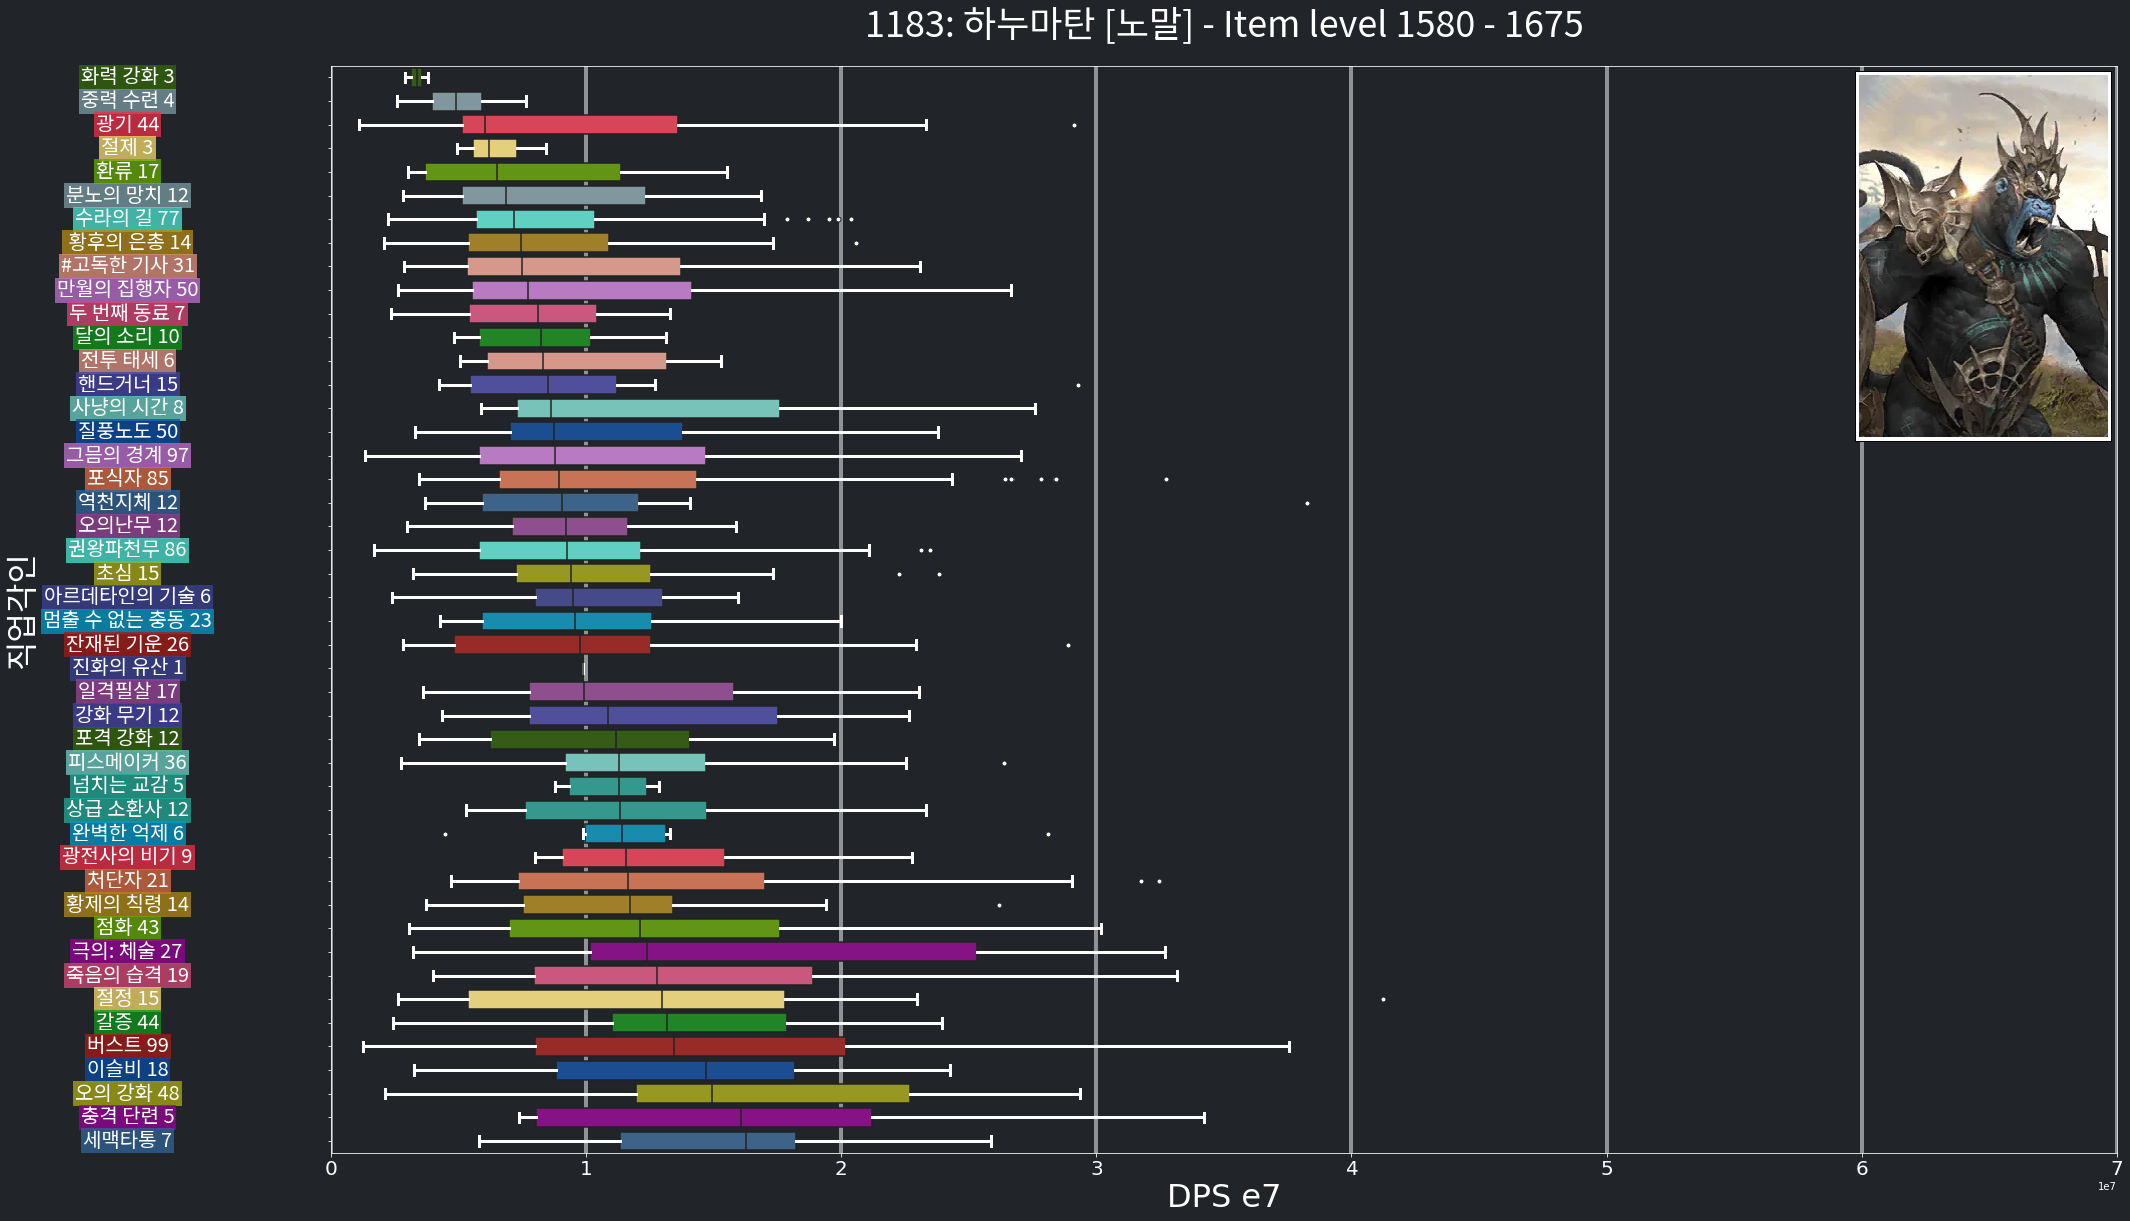 1183: 하누마탄 [노말] - Item level 1580 - 1675
화력 강화 3
중력 수련 4
광기 44
절제 3
환류 17
분노의 망치 12
수라의 길 77
황후의 은총 14
#고독한 기사 31
만월의 집행자 50
두 번째 동료 7
달의 소리 10
전투 태세 6
핸드거너 15
사냥의 시간 8
질풍노도 50
그믐의 경계 97
포식자 85
역천지체 12
오의난무 12
권왕파천무 86
초심 15
아르데타인의 기술 6
멈출 수 없는 충동 23
잔재된 기운 26
진화의 유산 1
일격필살 17
강화 무기 12
포격 강화 12
피스메이커 36
넘치는 교감 5
상급 소환사 12
완벽한 억제 6
광전사의 비기 9
처단자 21
황제의 칙령 14
점화 43
극의: 체술 27
죽음의 습격 19
절정 15
갈증 44
버스트 99
이슬비 18
오의 강화 48
충격 단련 5
세맥타통 7
직업각인
0 1 2 3 4 5 6 7
1e7
DPS e7